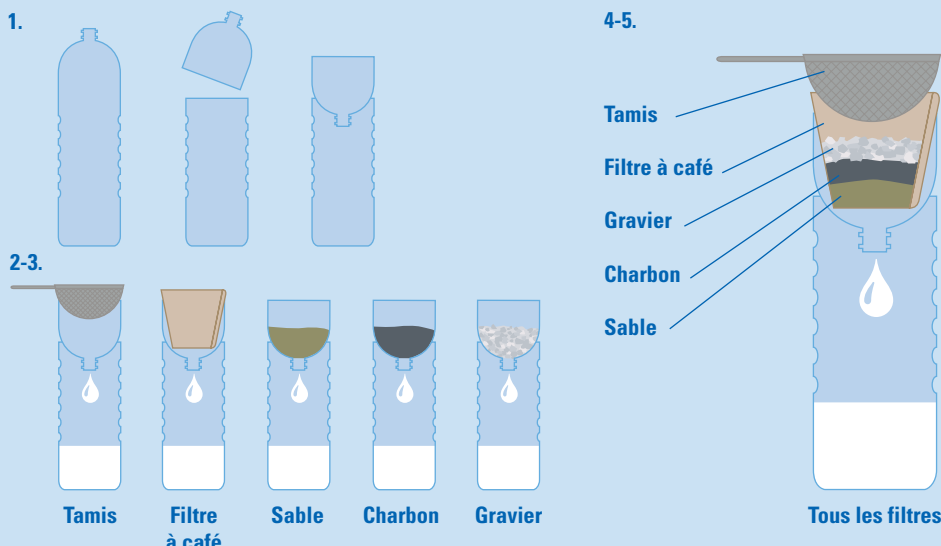 1.
2-3.
Tamis
Filtre
à café
Sable
Charbon
Gravier
4-5.
Tamis
Filtre à café
Gravier
Charbon
Sable
Tous les filtres